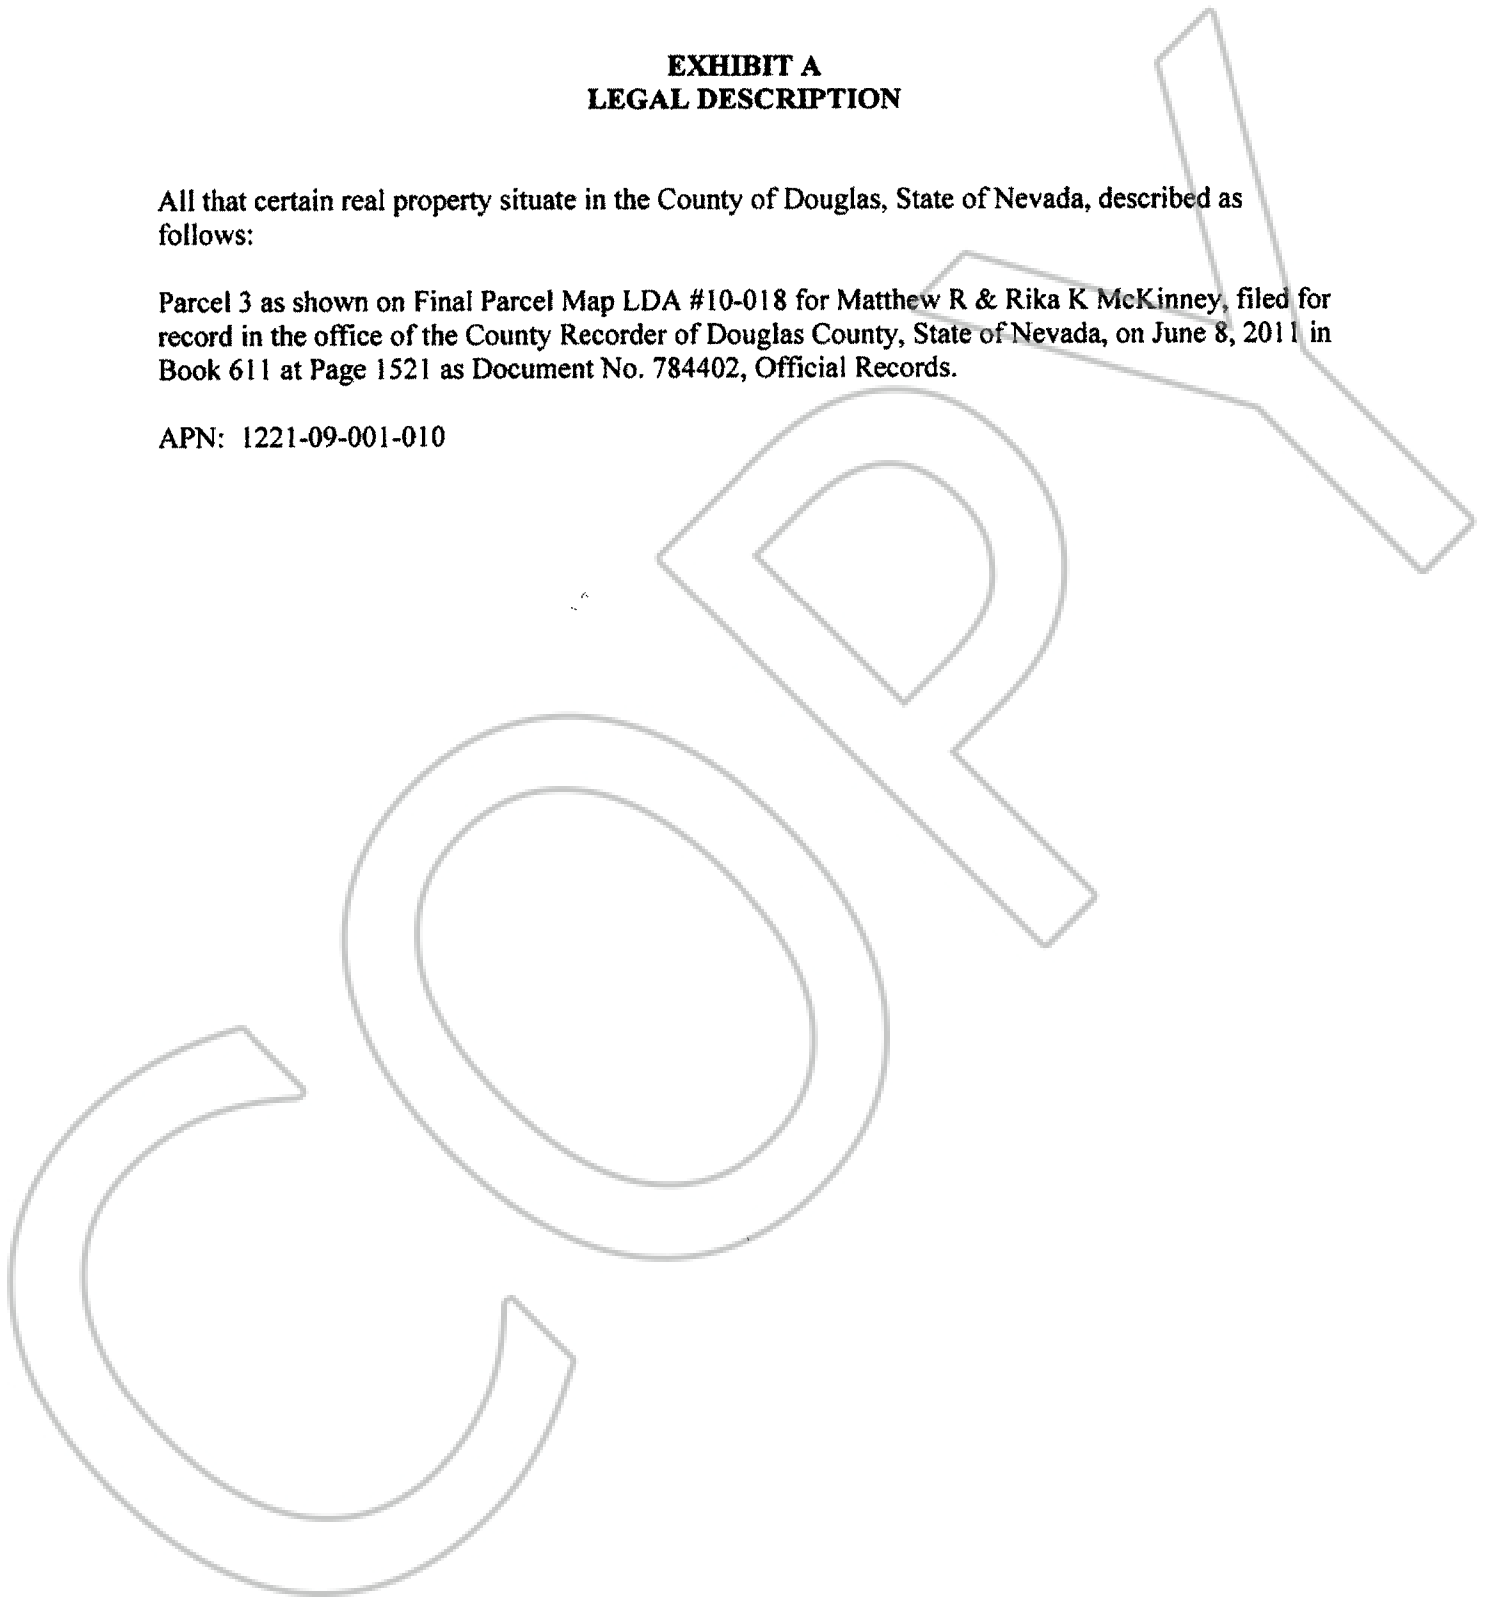 EXHIBIT A
LEGAL DESCRIPTION
All that certain real property situate in the County of Douglas, State of Nevada, described as
follows:
Parcel 3 as shown on Final Parcel Map LDA #10-018 for Matthew R & Rika K McKinney, filed for
record in the office of the County Recorder of Douglas County, State of Nevada, on June 8, 2011 in
Book 611 at Page 1521 as Document No. 784402, Official Records.
APN: 1221-09-001-010
COPY